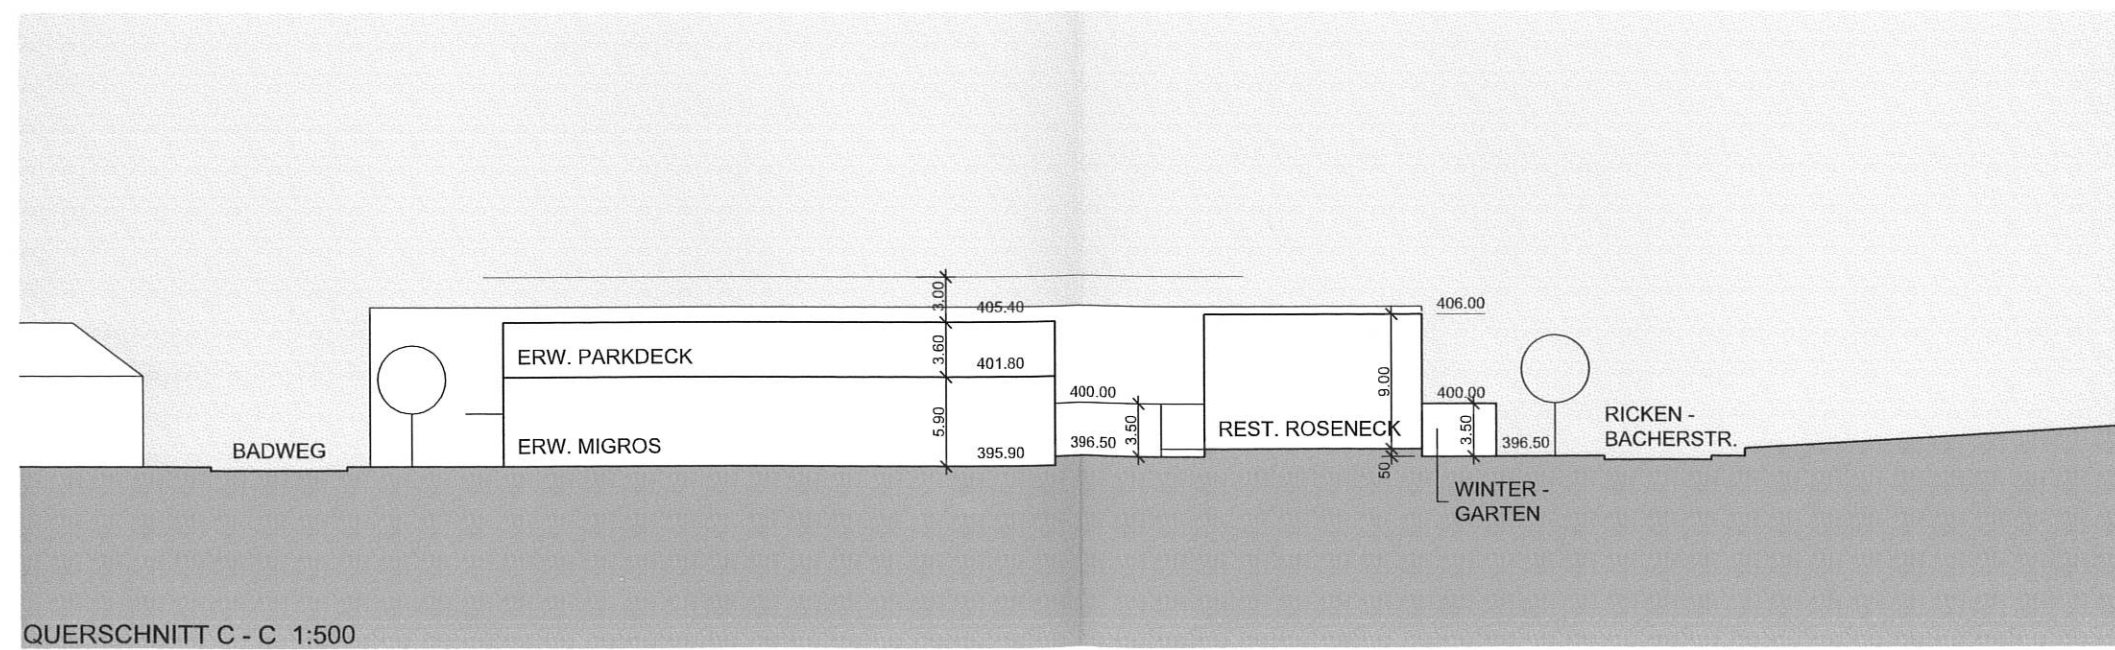 3.00
405.40
406.00
3.60
ERW. PARKDECK
401.80
9.00
400.00
400.00
5.90
3.50
3.50
ERW. MIGROS
395.90
396.50
REST. ROSENECK
396.50
50
BADWEG
RICKEN -
BACHERSTR.
WINTER -
GARTEN
QUERSCHNITT C - C 1:500